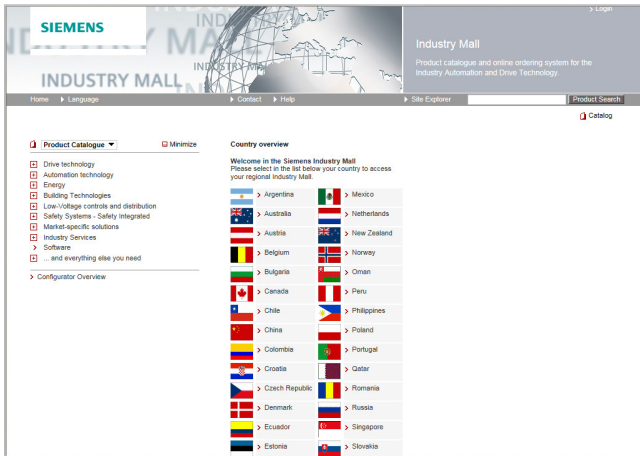 > Login
SIEMENS
INDUSTRY MALL
Industry Mall
Product catalogue and online ordering system for the
Industry Automation and Drive Technology.
Home > Language > Contact > Help > Site Explorer Product Search
Catalog
Product Catalogue ▼ Minimize
Drive technology
Automation technology
Energy
Building Technologies
Low-Voltage controls and distribution
Safety Systems - Safety Integrated
Market-specific solutions
Industry Services
> Software
... and everything else you need
> Configurator Overview
Country overview
Welcome in the Siemens Industry Mall
Please select in the list below your country to access
your regional Industry Mall.
> Argentina > Mexico
> Australia > Netherlands
> Austria > New Zealand
> Belgium > Norway
> Bulgaria > Oman
> Canada > Peru
> Chile > Philippines
> China > Poland
> Colombia > Portugal
> Croatia > Qatar
> Czech Republic > Romania
> Denmark > Russia
> Ecuador > Singapore
> Estonia > Slovakia